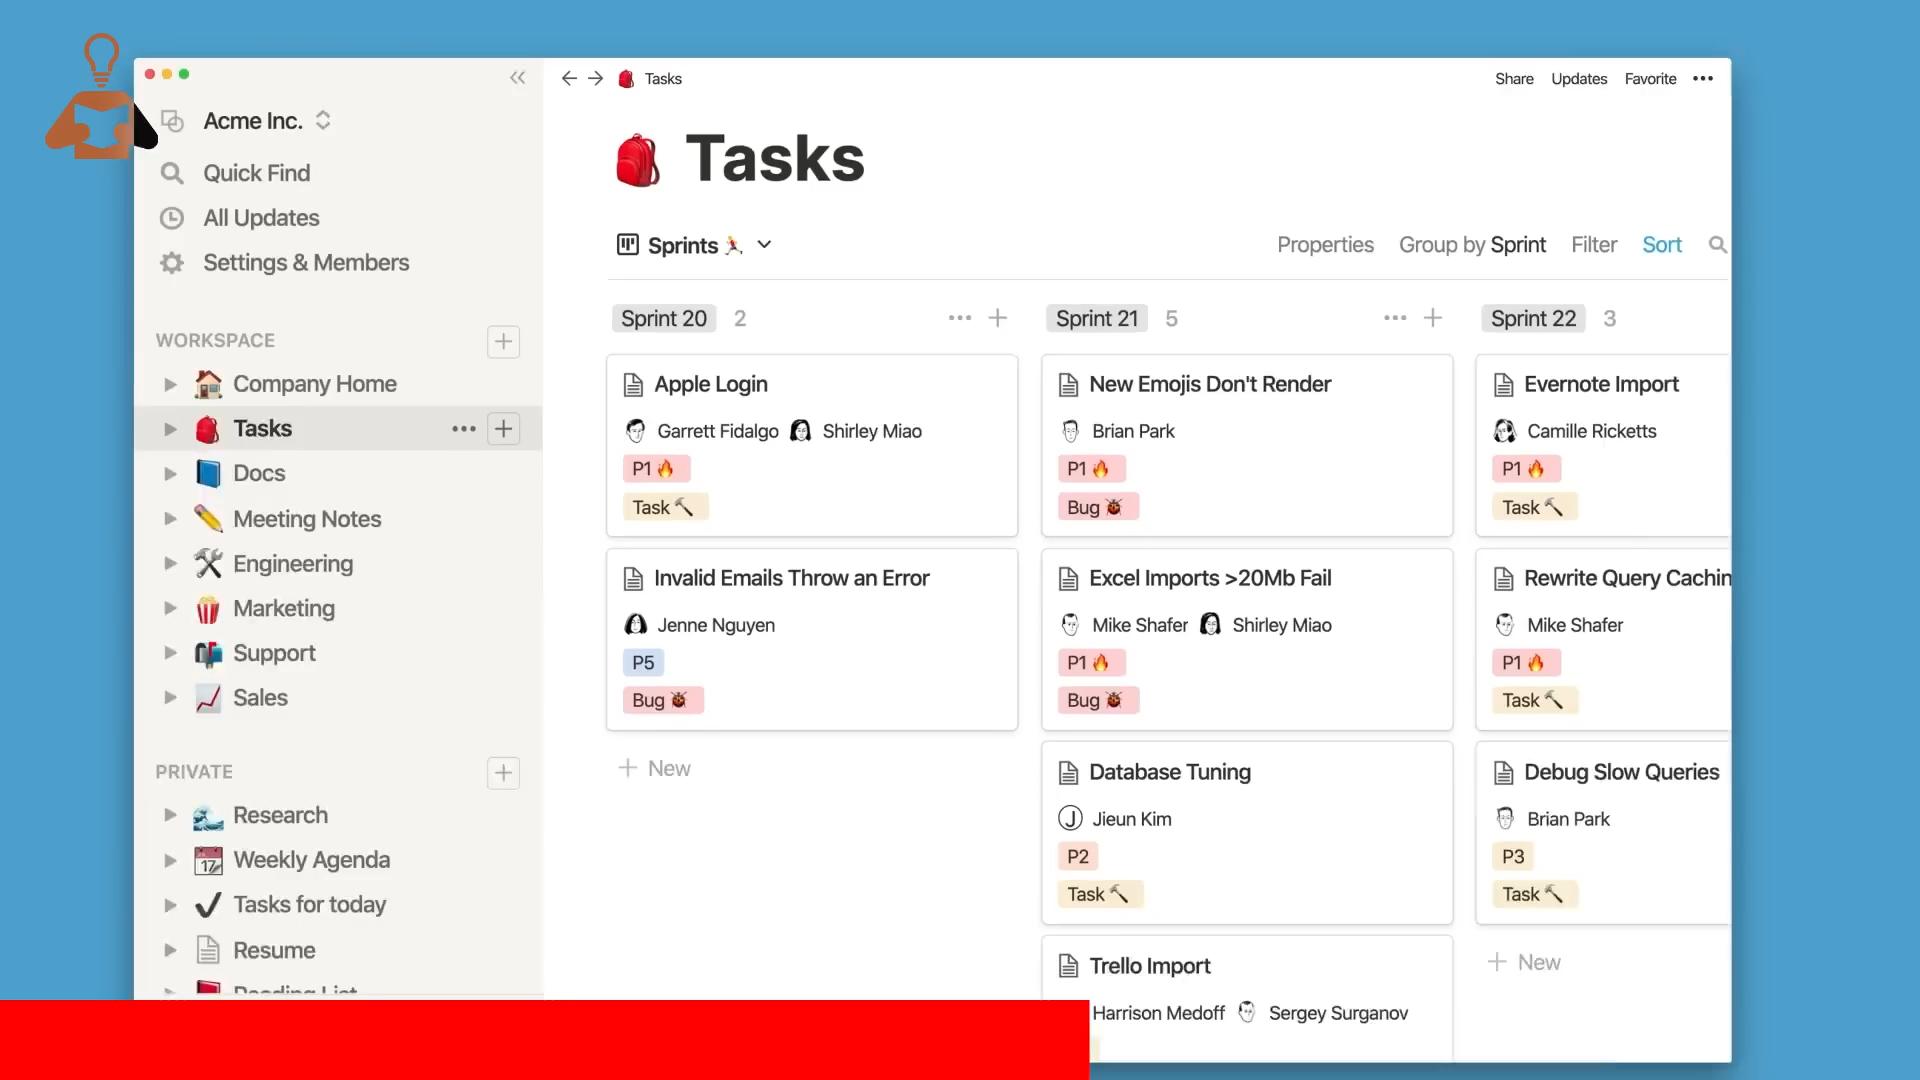 Tasks
Share Updates Favorite
Acme Inc.
Quick Find
All Updates
Settings & Members
WORKSPACE
Company Home
Tasks
Docs
Meeting Notes
Engineering
Marketing
Support
Sales
PRIVATE
Research
17
Weekly Agenda
Tasks for today
Resume
Reading List
Tasks
Sprints
Properties Group by Sprint Filter Sort
Sprint 20 2
Apple Login
Garrett Fidalgo Shirley Miao
P1
Task
Invalid Emails Throw an Error
Jenne Nguyen
P5
Bug
+ New
Sprint 21 5
New Emojis Don't Render
Brian Park
P1
Bug
Excel Imports >20Mb Fail
Mike Shafer Shirley Miao
P1
Bug
Database Tuning
J Jieun Kim
P2
Task
Trello Import
Harrison Medoff Sergey Surganov
Sprint 22 3
Evernote Import
Camille Ricketts
P1
Task
Rewrite Query Cachin
Mike Shafer
P1
Task
Debug Slow Queries
Brian Park
P3
Task
+ New